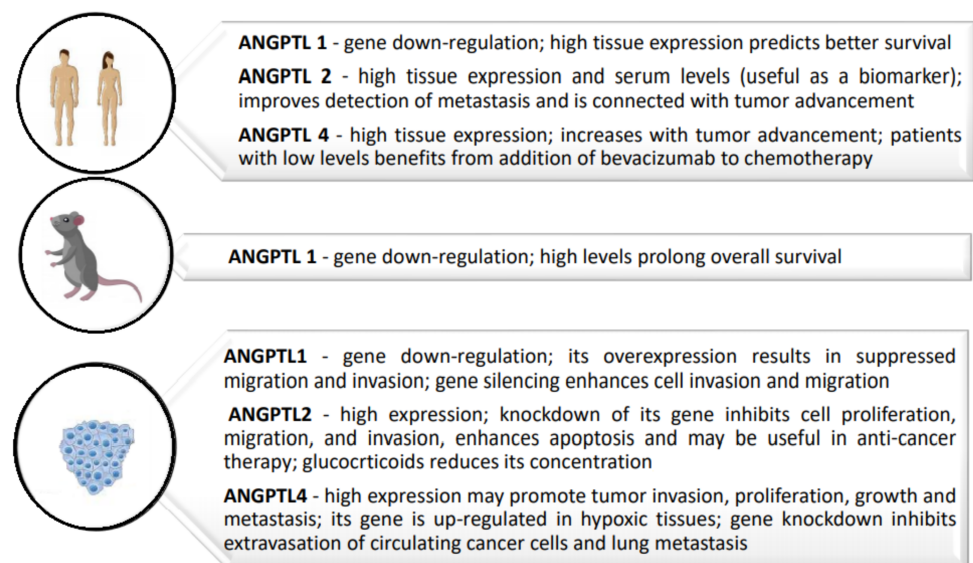 ANGPTL 1 - gene down-regulation; high tissue expression predicts better survival
ANGPTL 2 - high tissue expression and serum levels (useful as a biomarker);
improves detection of metastasis and is connected with tumor advancement
ANGPTL 4 - high tissue expression; increases with tumor advancement; patients
with low levels benefits from addition of bevacizumab to chemotherapy
ANGPTL 1 - gene down-regulation; high levels prolong overall survival
ANGPTL1 - gene down-regulation; its overexpression results in suppressed
migration and invasion; gene silencing enhances cell invasion and migration
ANGPTL2 - high expression; knockdown of its gene inhibits cell proliferation,
migration, and invasion, enhances apoptosis and may be useful in anti-cancer
therapy; glucocrticoids reduces its concentration
ANGPTL4 - high expression may promote tumor invasion, proliferation, growth and
metastasis; its gene is up-regulated in hypoxic tissues; gene knockdown inhibits
extravasation of circulating cancer cells and lung metastasis